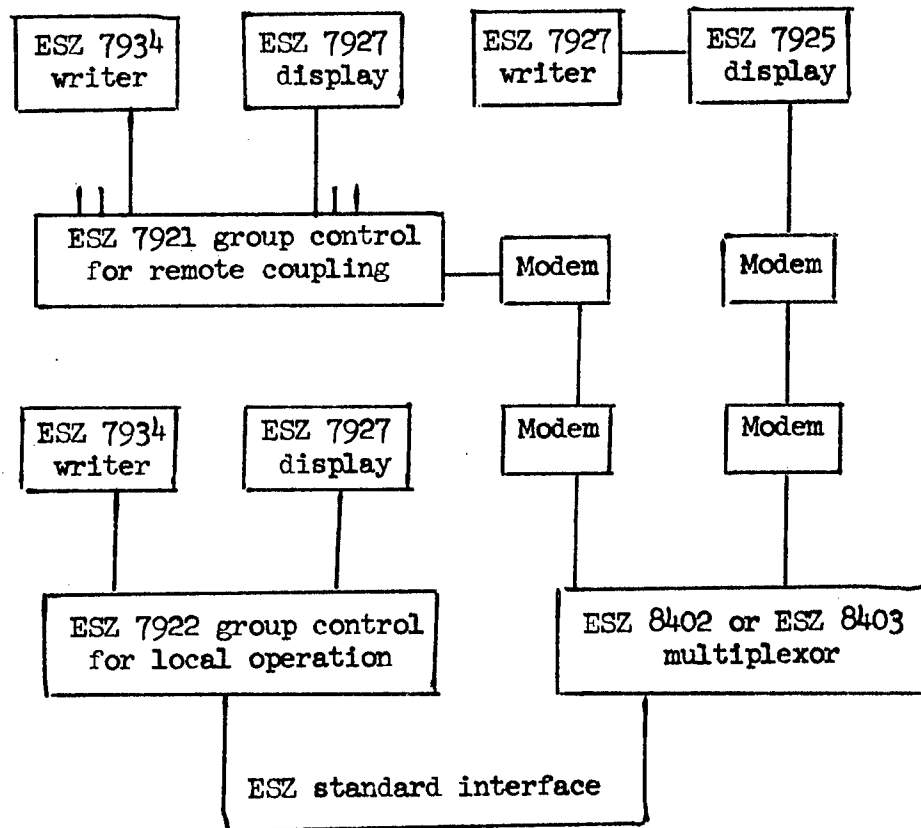 ESZ 7934
writer
ESZ 7927
display
ESZ 7927
writer
ESZ 7925
display
ESZ 7921 group control
for remote coupling
Modem
Modem
ESZ 7934
writer
ESZ 7927
display
Modem
Modem
ESZ 7922 group control
for local operation
ESZ 8402 or ESZ 8403
multiplexor
ESZ standard interface